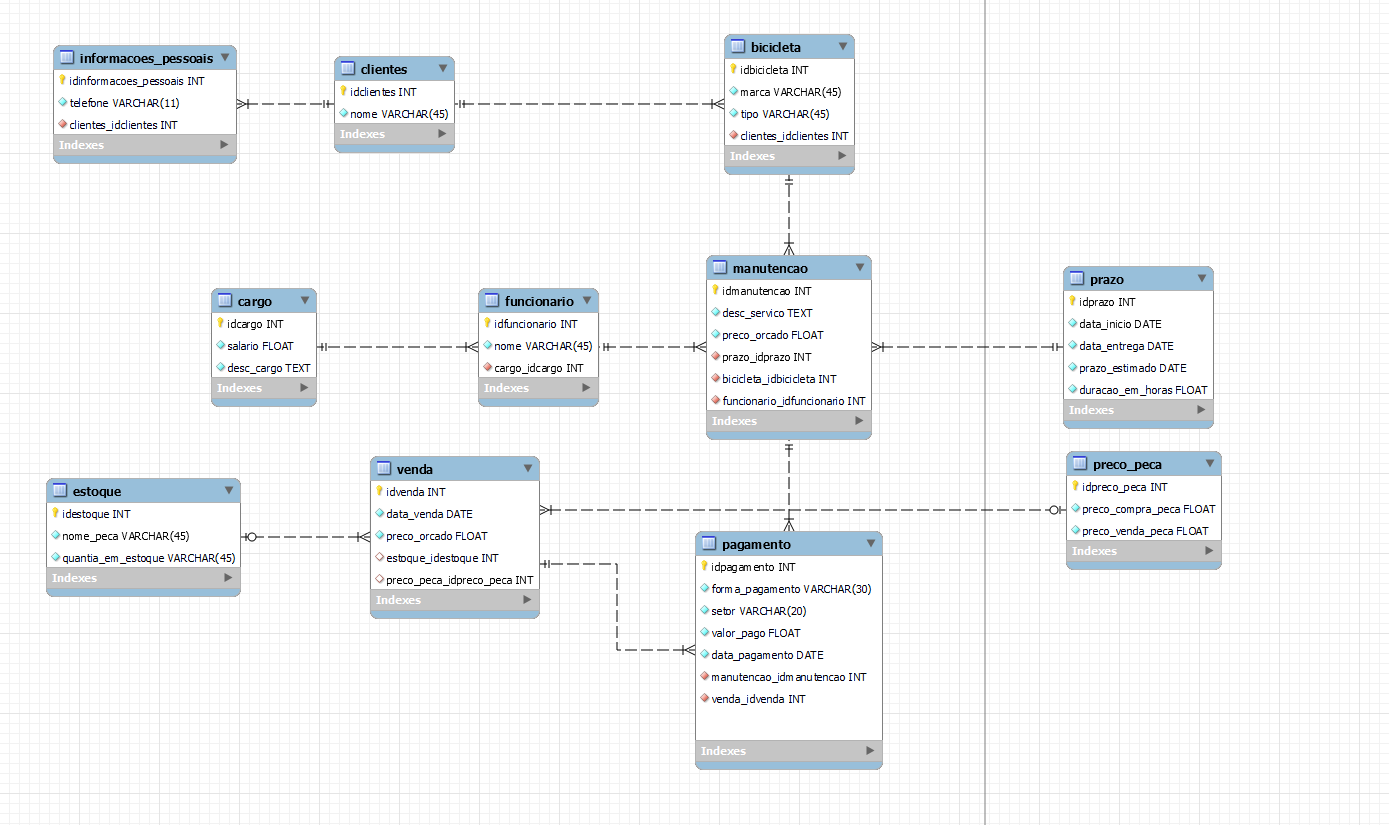 informacoes_pessoais
idinformacoes_pessoais INT
telefone VARCHAR(11)
clientes_idclientes INT
Indexes
clientes
idclientes INT
nome VARCHAR(45)
Indexes
bicicleta
idbicicleta INT
marca VARCHAR(45)
tipo VARCHAR(45)
clientes_idclientes INT
Indexes
cargo
idcargo INT
salario FLOAT
desc_cargo TEXT
Indexes
funcionario
idfuncionario INT
nome VARCHAR(45)
cargo_idcargo INT
Indexes
manutencao
idmanutencao INT
desc_servico TEXT
preco_orcado FLOAT
prazo_idprazo INT
bicicleta_idbicicleta INT
funcionario_idfuncionario INT
Indexes
prazo
idprazo INT
data_inicio DATE
data_entrega DATE
prazo_estimado DATE
duracao_em_horas FLOAT
Indexes
estoque
idestoque INT
nome_peca VARCHAR(45)
quantia_em_estoque VARCHAR(45)
Indexes
venda
idvenda INT
data_venda DATE
preco_orcado FLOAT
estoque_idestoque INT
preco_peca_idpreco_peca INT
Indexes
preco_peca
idpreco_peca INT
preco_compra_peca FLOAT
preco_venda_peca FLOAT
Indexes
pagamento
idpagamento INT
forma_pagamento VARCHAR(30)
setor VARCHAR(20)
valor_pago FLOAT
data_pagamento DATE
manutencao_idmanutencao INT
venda_idvenda INT
Indexes